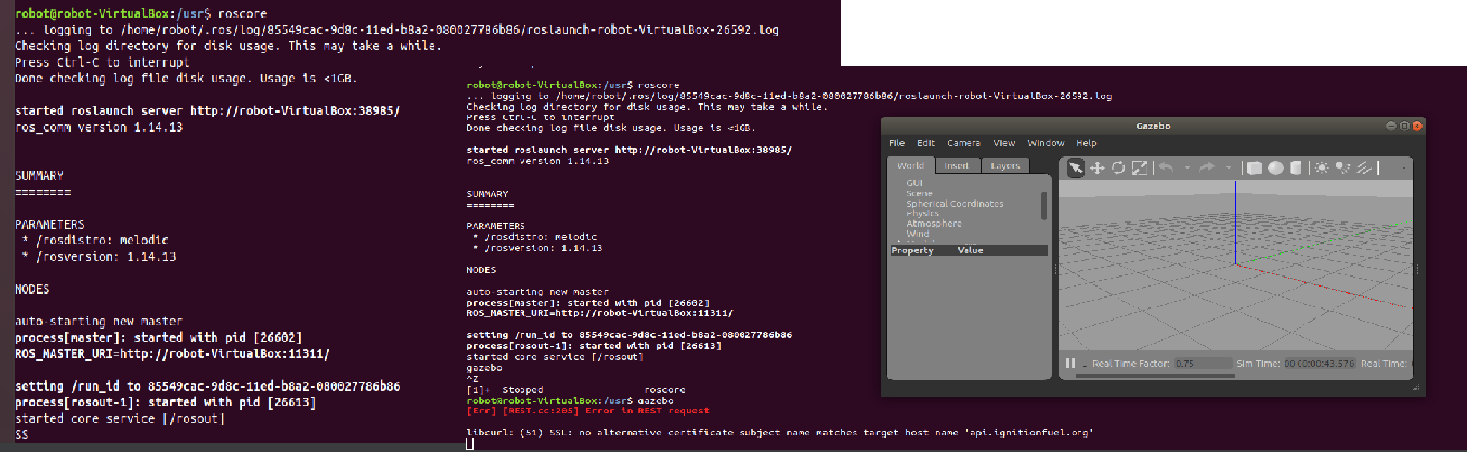 robot@robot-VirtualBox:/usr$ roscore
... logging to /home/robot/.ros/log/85549cac-9d8c-11ed-b8a2-080027786b86/roslaunch-robot-VirtualBox-26592.log
Checking log directory for disk usage. This may take a while.
Press Ctrl-C to interrupt
Done checking log file disk usage. Usage is <1GB.
started roslaunch server http://robot-VirtualBox:38985/
ros_comm version 1.14.13
SUMMARY
========
PARAMETERS
* /rosdistro: melodic
* /rosversion: 1.14.13
NODES
auto-starting new master
process[master]: started with pid [26602]
ROS_MASTER_URI=http://robot-VirtualBox:11311/
setting /run_id to 85549cac-9d8c-11ed-b8a2-080027786b86
process[rosout-1]: started with pid [26613]
started core service [/rosout]
SS
robot@robot-VirtualBox:/usr$ roscore
... logging to /home/robot/.ros/log/85549cac-9d8c-11ed-b8a2-080027786b86/roslaunch-robot-VirtualBox-26592.log
Checking log directory for disk usage. This may take a while.
Press Ctrl-C to interrupt
Done checking log file disk usage. Usage is <1GB.
started roslaunch server http://robot-VirtualBox:38985/
ros_comm version 1.14.13
SUMMARY
========
PARAMETERS
* /rosdistro: melodic
* /rosversion: 1.14.13
NODES
auto-starting new master
process[master]: started with pid [26602]
ROS_MASTER_URI=http://robot-VirtualBox:11311/
setting /run_id to 85549cac-9d8c-11ed-b8a2-080027786b86
process[rosout-1]: started with pid [26613]
started core service [/rosout]
gazebo
^Z
[1]+ Stopped roscore
robot@robot-VirtualBox:/usr$ gazebo
[Err] [REST.cc:205] Error in REST request
libcurl: (51) SSL: no alternative certificate subject name matches target host name 'api.ignitionfuel.org'
Gazebo
File Edit Camera View Window Help
World Insert Layers
GUI
Scene
Spherical Coordinates
Physics
Atmosphere
Wind
Property Value
Real Time Factor: 0.75 Sim Time: 00 00:00:43.576 Real Time: